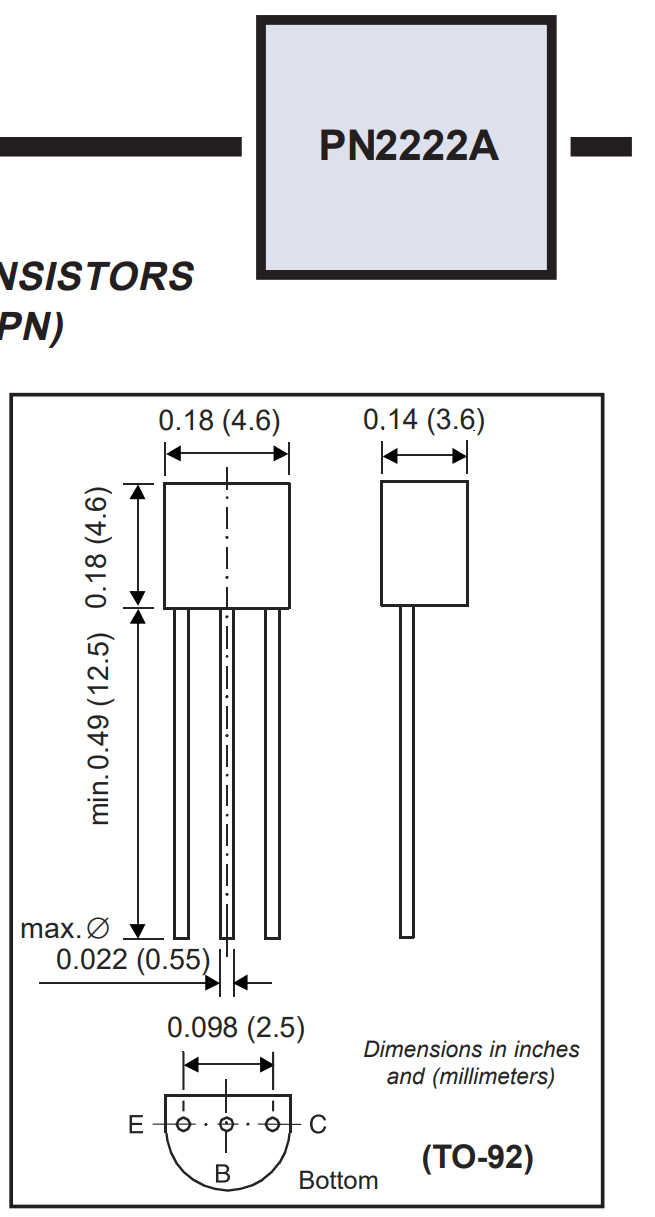 PN2222A
NSISTORS
PN)
0.18 (4.6)
0.14 (3.6)
0.18 (4.6)
min. 0.49 (12.5)
max. ∅
0.022 (0.55)
0.098 (2.5)
Dimensions in inches
and (millimeters)
E
C
B
Bottom
(TO-92)